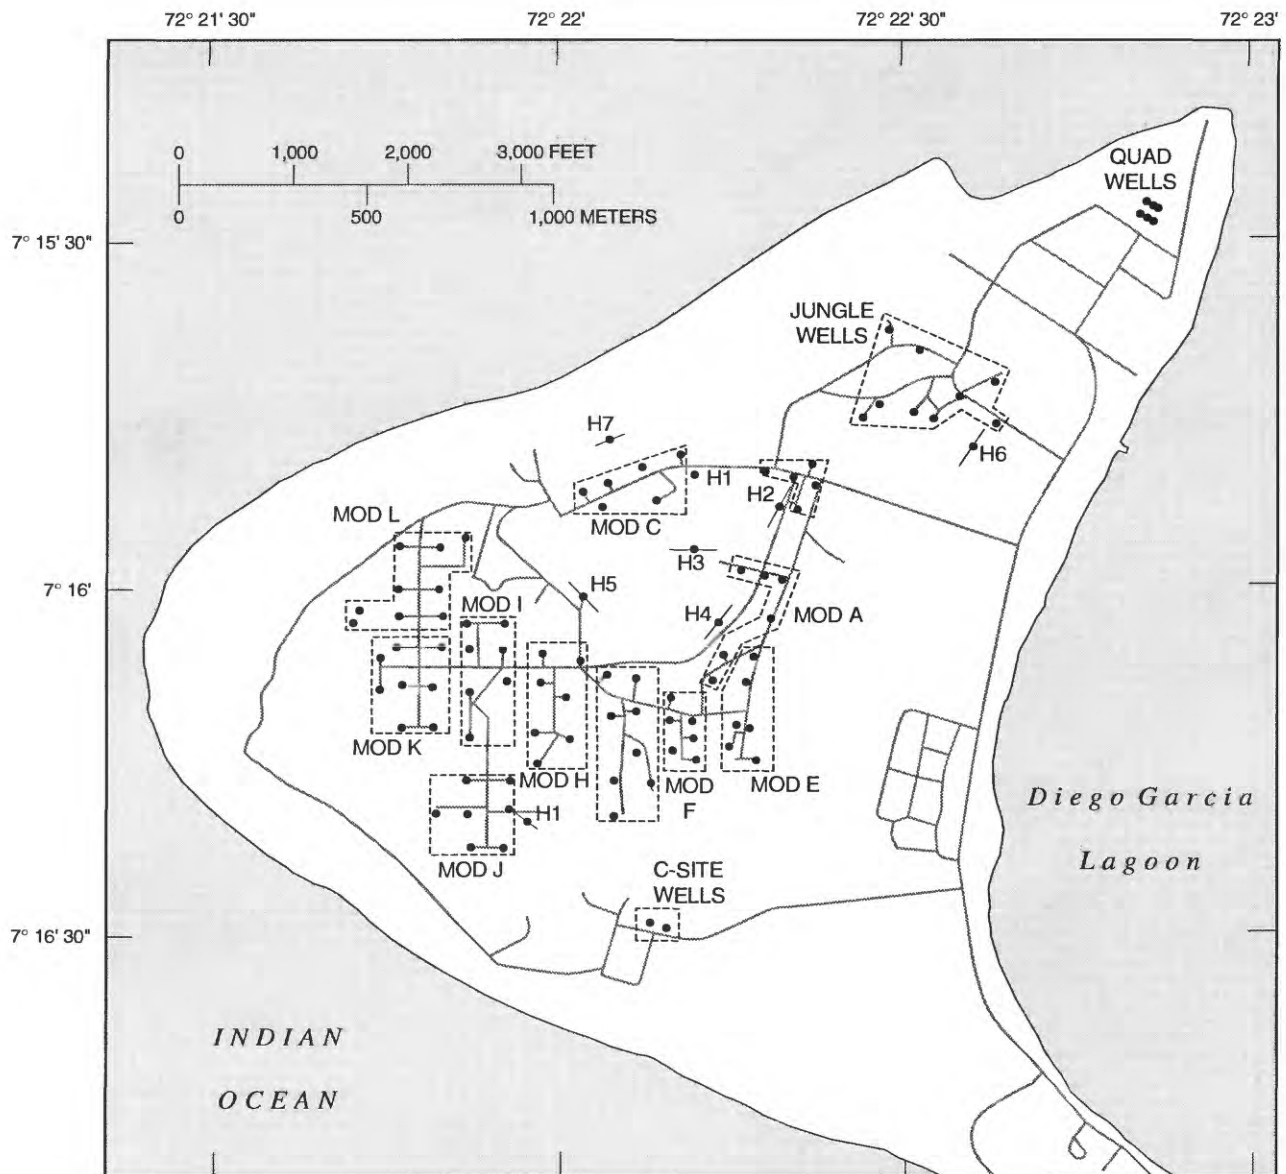 72° 21' 30" 72° 22' 72° 22' 30" 72° 23'
0 1,000 2,000 3,000 FEET
0 500 1,000 METERS
QUAD
WELLS
7° 15' 30"
JUNGLE
WELLS
H7
H6
H1
H2
MOD C
MOD L
H3
H5
7° 16'
MOD I
H4
MOD A
MOD K
MOD H
MOD
F
MOD E
Diego Garcia
Lagoon
H1
MOD J
C-SITE
WELLS
7° 16' 30"
INDIAN
OCEAN